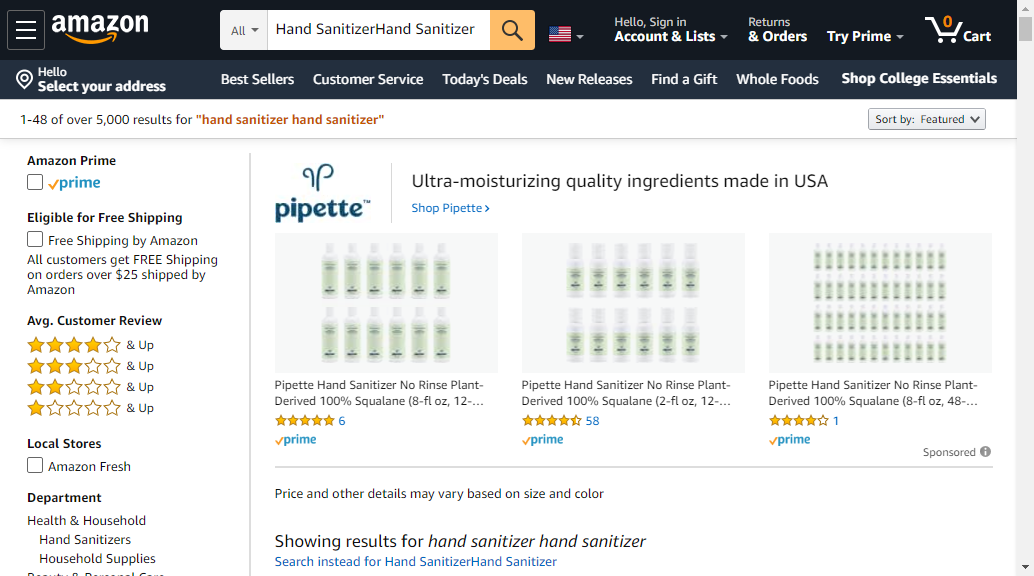 amazon
All
Hand SanitizerHand Sanitizer
Hello, Sign in
Account & Lists
Returns
& Orders
Try Prime
0
Cart
Hello
Select your address
Best Sellers
Customer Service
Today's Deals
New Releases
Find a Gift
Whole Foods
Shop College Essentials
1-48 of over 5,000 results for "hand sanitizer hand sanitizer"
Sort by: Featured
Amazon Prime
prime
Eligible for Free Shipping
Free Shipping by Amazon
All customers get FREE Shipping
on orders over $25 shipped by
Amazon
Avg. Customer Review
& Up
& Up
& Up
& Up
Local Stores
Amazon Fresh
Department
Health & Household
Hand Sanitizers
Household Supplies
Beauty & Personal Care
pipette™
Ultra-moisturizing quality ingredients made in USA
Shop Pipette
Pipette Hand Sanitizer No Rinse Plant-
Derived 100% Squalane (8-fl oz, 12-...
6
prime
Pipette Hand Sanitizer No Rinse Plant-
Derived 100% Squalane (2-fl oz, 12-...
58
prime
Pipette Hand Sanitizer No Rinse Plant-
Derived 100% Squalane (8-fl oz, 48-...
1
prime
Sponsored
Price and other details may vary based on size and color
Showing results for hand sanitizer hand sanitizer
Search instead for Hand SanitizerHand Sanitizer